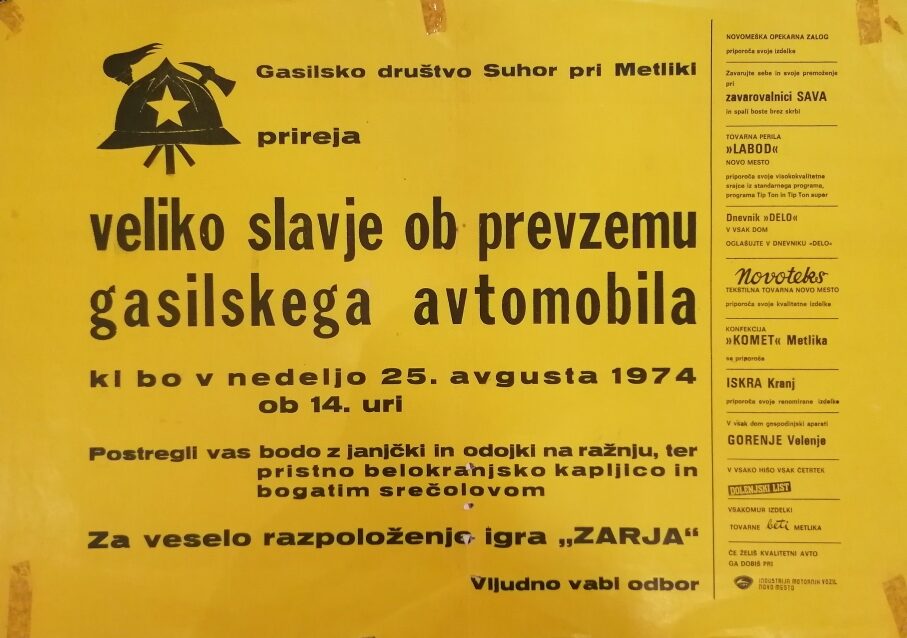 Gasilsko društvo Suhor pri Metliki
prireja
veliko slavje ob prevzemu
gasilskega avtomobila
ki bo v nedeljo 25. avgusta 1974
ob 14. uri
Postregli vas bodo z janjčki in odojki na ražnju, ter
pristno belokranjsko kapljico in
bogatim srečolovom
Za veselo razpoloženje igra „ZARJA“
Vljudno vabi odbor
NOVOMEŠKA OPEKARNA ZALOG
priporoča svoje izdelke
Zavarujte sebe in svoje premoženje
pri
zavarovalnici SAVA
in spali boste brez skrbi
TOVARNA PERILA
»LABOD«
NOVO MESTO
priporoča svoje visokokvalitetne
srajce iz standarnega programa,
programa Tip Ton in Tip Ton super
Dnevnik »DELO«
V VSAK DOM
OGLAŠUJTE V DNEVNIKU »DELO«
Novoteks
TEKSTILNA TOVARNA NOVO MESTO
priporoča svoje kvalitetne izdelke
KONFEKCIJA
»KOMET« Metlika
se priporoča
ISKRA Kranj
priporoča svoje renomirane izdelke
V vsak dom gospodinjski aparati
GORENJE Velenje
V VSAKO HIŠO VSAK ČETRTEK
DOLENJSKI LIST
VSAKOMUR IZDELKI
TOVARNE beti METLIKA
ČE ŽELIŠ KVALITETNI AVTO
GA DOBIŠ PRI
INDUSTRIJA MOTORNIH VOZIL
NOVO MESTO